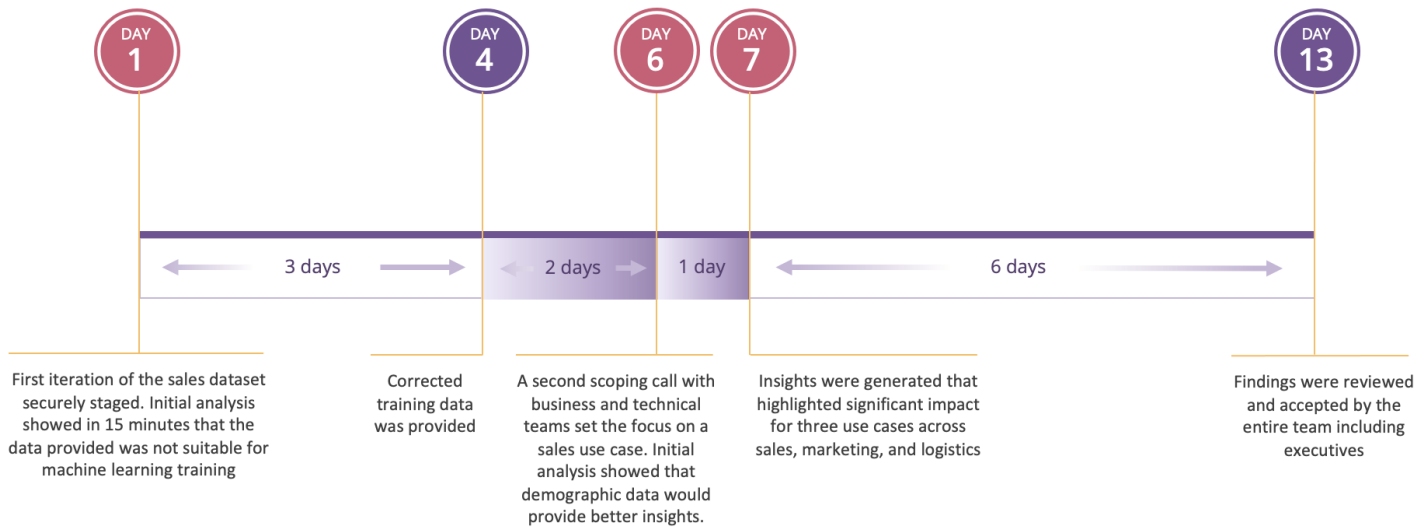 DAY
1
DAY
4
DAY
6
DAY
7
DAY
13
3 days
2 days
1 day
6 days
First iteration of the sales dataset
securely staged. Initial analysis
showed in 15 minutes that the
data provided was not suitable for
machine learning training
Corrected
training data
was provided
A second scoping call with
business and technical
teams set the focus on a
sales use case. Initial
analysis showed that
demographic data would
provide better insights.
Insights were generated that
highlighted significant impact
for three use cases across
sales, marketing, and logistics
Findings were reviewed
and accepted by the
entire team including
executives